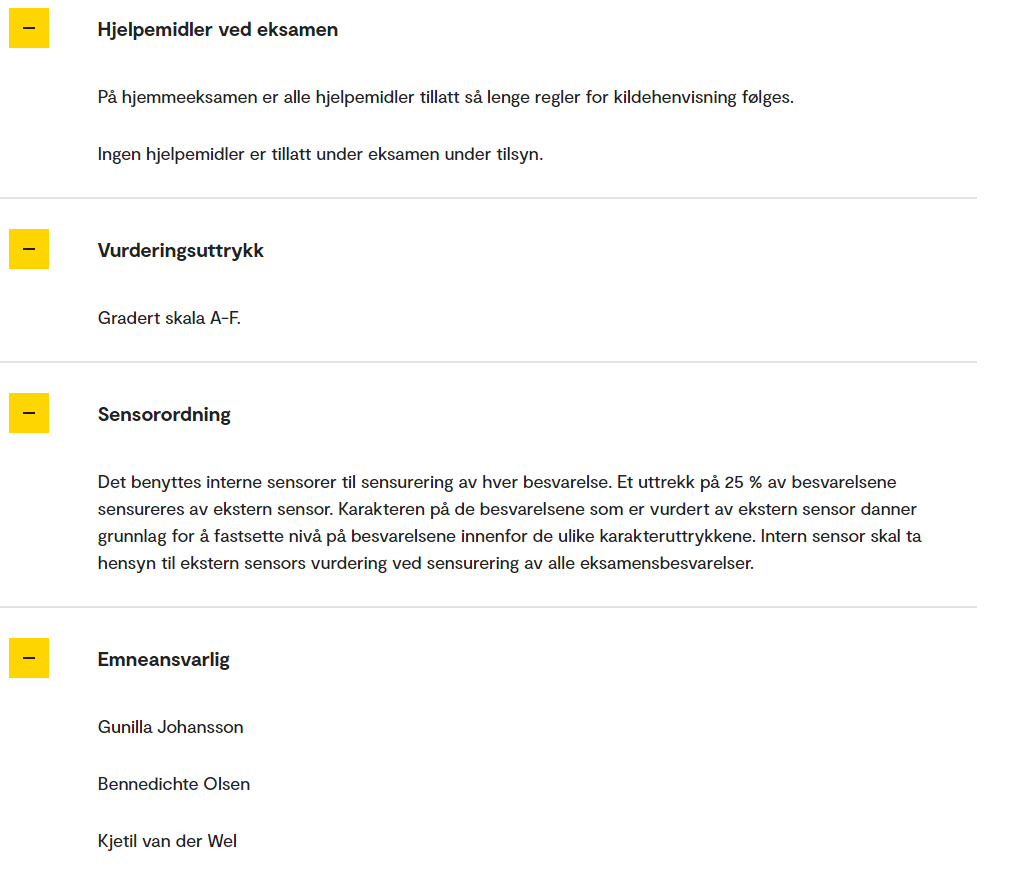 Hjelpemidler ved eksamen
På hjemmeeksamen er alle hjelpemidler tillatt så lenge regler for kildehenvisning følges.
Ingen hjelpemidler er tillatt under eksamen under tilsyn.
Vurderingsuttrykk
Gradert skala A-F.
Sensorordning
Det benyttes interne sensorer til sensurering av hver besvarelse. Et uttrekk på 25 % av besvarelsene
sensureres av ekstern sensor. Karakteren på de besvarelsene som er vurdert av ekstern sensor danner
grunnlag for å fastsette nivå på besvarelsene innenfor de ulike karakteruttrykkene. Intern sensor skal ta
hensyn til ekstern sensors vurdering ved sensurering av alle eksamensbesvarelser.
Emneansvarlig
Gunilla Johansson
Bennedichte Olsen
Kjetil van der Wel